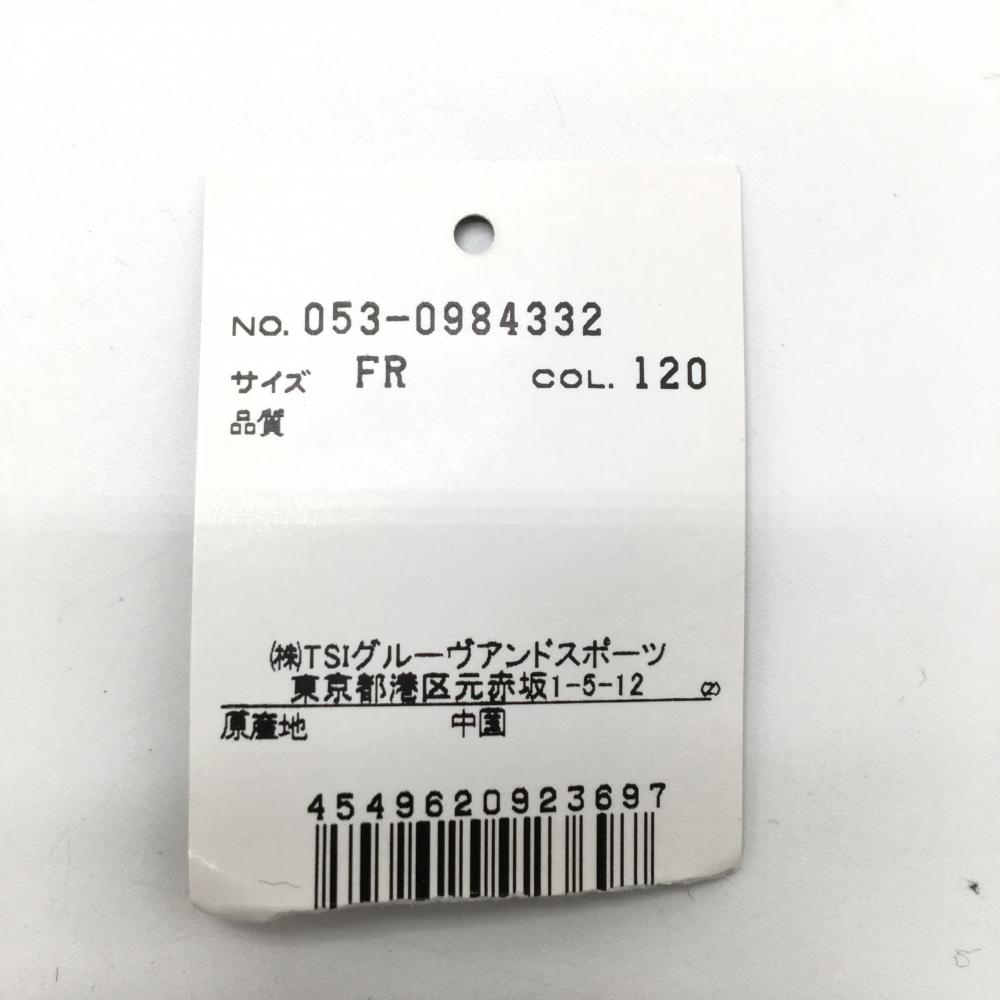 NO. 053-0984332
サイズ FR COL. 120
品質
㈱TSIグルーヴアンドスポーツ
東京都港区元赤坂1-5-12 (Z)
原産地 中国
4549620923697